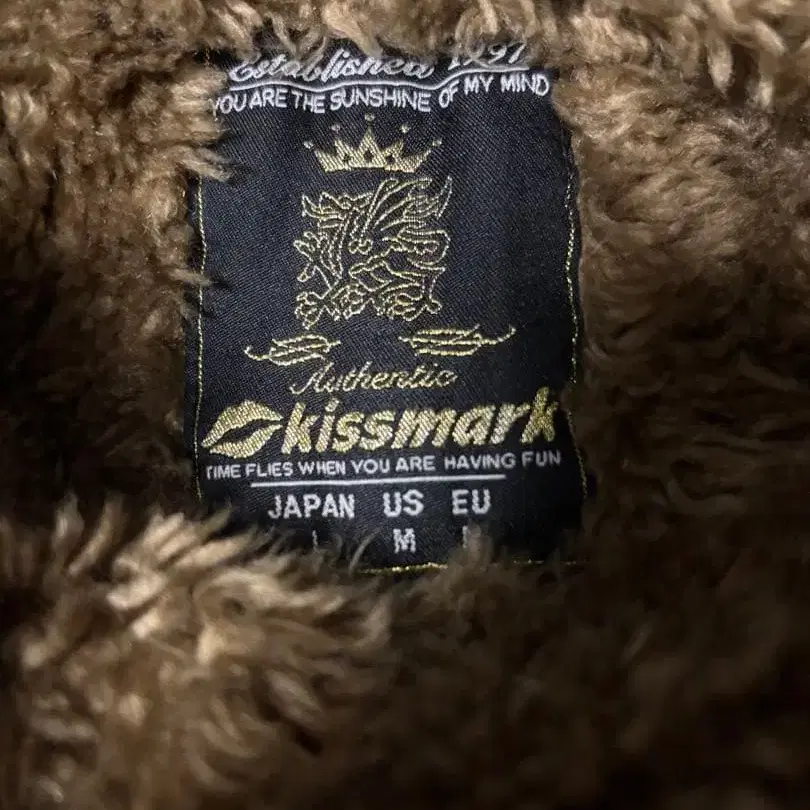 Established 1997
YOU ARE THE SUNSHINE OF MY MIND
Authentic
kissmark
TIME FLIES WHEN YOU ARE HAVING FUN
JAPAN US EU
M